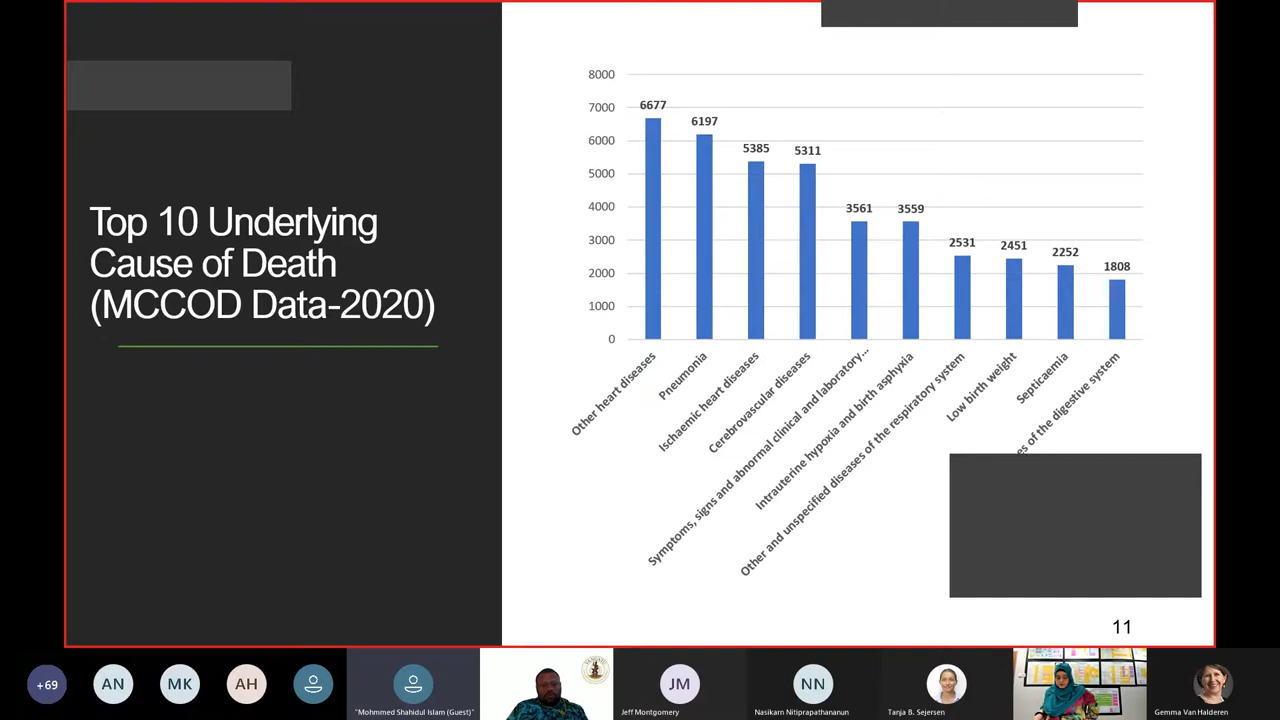 Top 10 Underlying
Cause of Death
(MCCOD Data-2020)
8000
7000
6000
5000
4000
3000
2000
1000
0
6677
6197
5385
5311
3561
3559
2531
2451
2252
1808
Other heart diseases
Pneumonia
Ischaemic heart diseases
Cerebrovascular diseases
Symptoms, signs and abnormal clinical and laboratory...
Intrauterine hypoxia and birth asphyxia
Other and unspecified diseases of the respiratory system
Low birth weight
Septicaemia
of the digestive system
11
+69
AN
MK
AH
"Mohmmed Shahidul Islam (Guest)"
JM
Jeff Montgomery
NN
Nasikarn Nitiprapathananun
Tanja B. Sejersen
Gemma Van Halderen